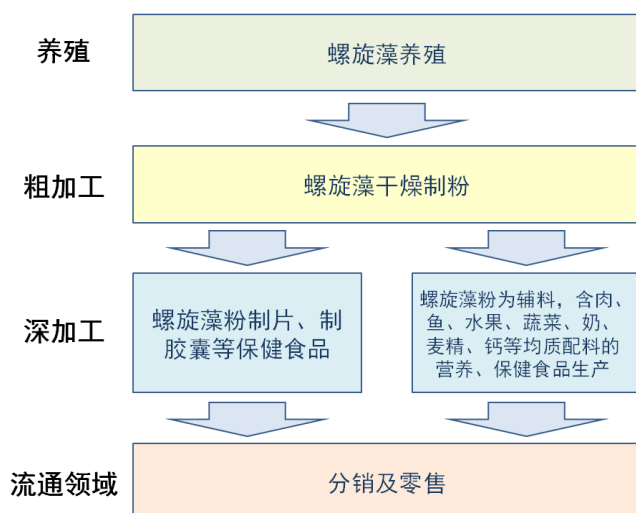 养殖
螺旋藻养殖
粗加工
螺旋藻干燥制粉
深加工
螺旋藻粉制片、制
胶囊等保健食品
螺旋藻粉为辅料，含肉、
鱼、水果、蔬菜、奶、
麦精、钙等均质配料的
营养、保健食品生产
流通领域
分销及零售